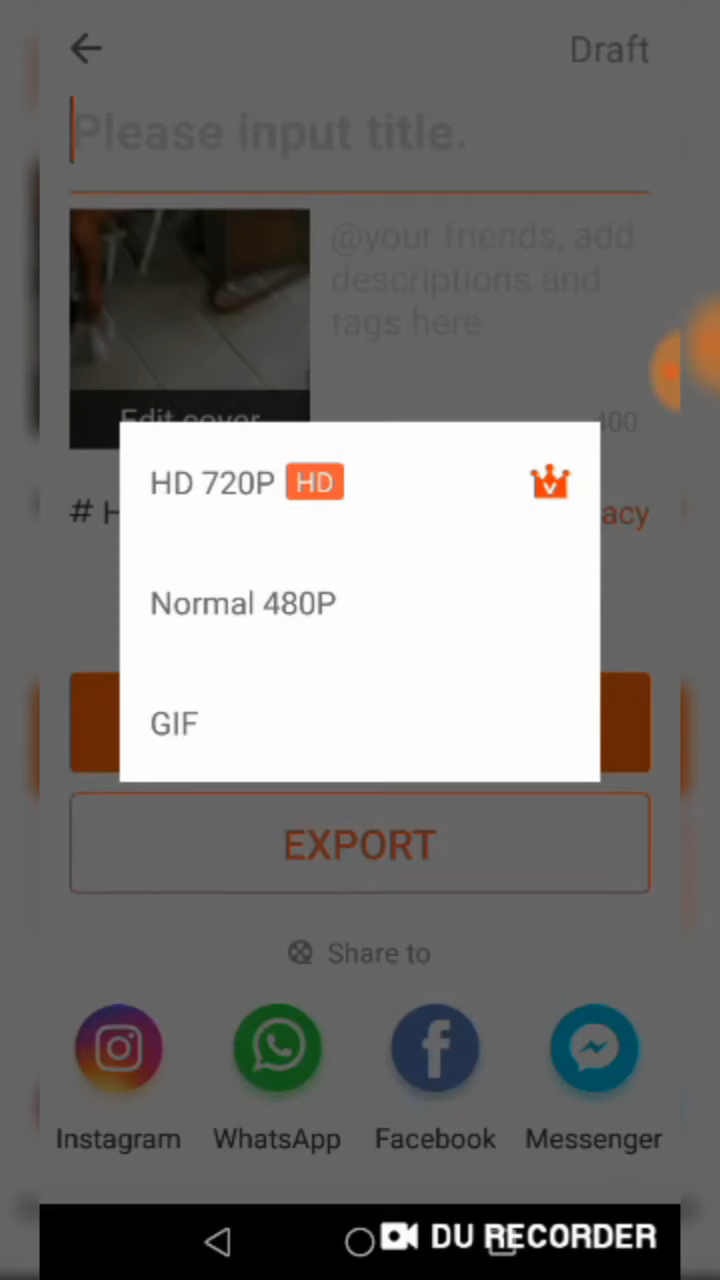 Draft
Please input title.
@your friends, add
descriptions and
tags here
Edit cover
400
HD 720P HD
# H
acy
Normal 480P
GIF
EXPORT
Share to
Instagram WhatsApp Facebook Messenger
DU RECORDER